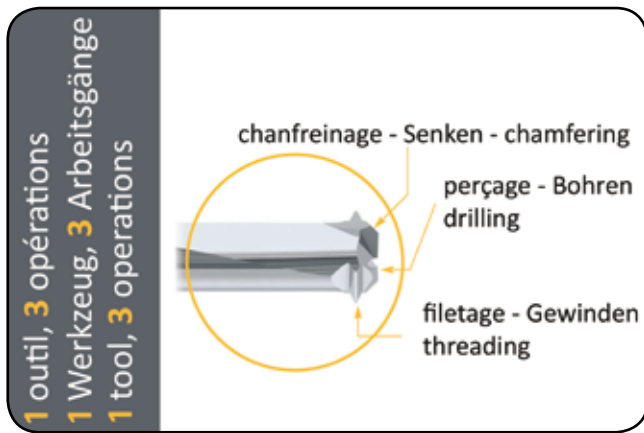 1 outil, 3 opérations
1 Werkzeug, 3 Arbeitsgänge
1 tool, 3 operations
chanfreinage - Senken - chamfering
perçage - Bohren
drilling
filetage - Gewinden
threading